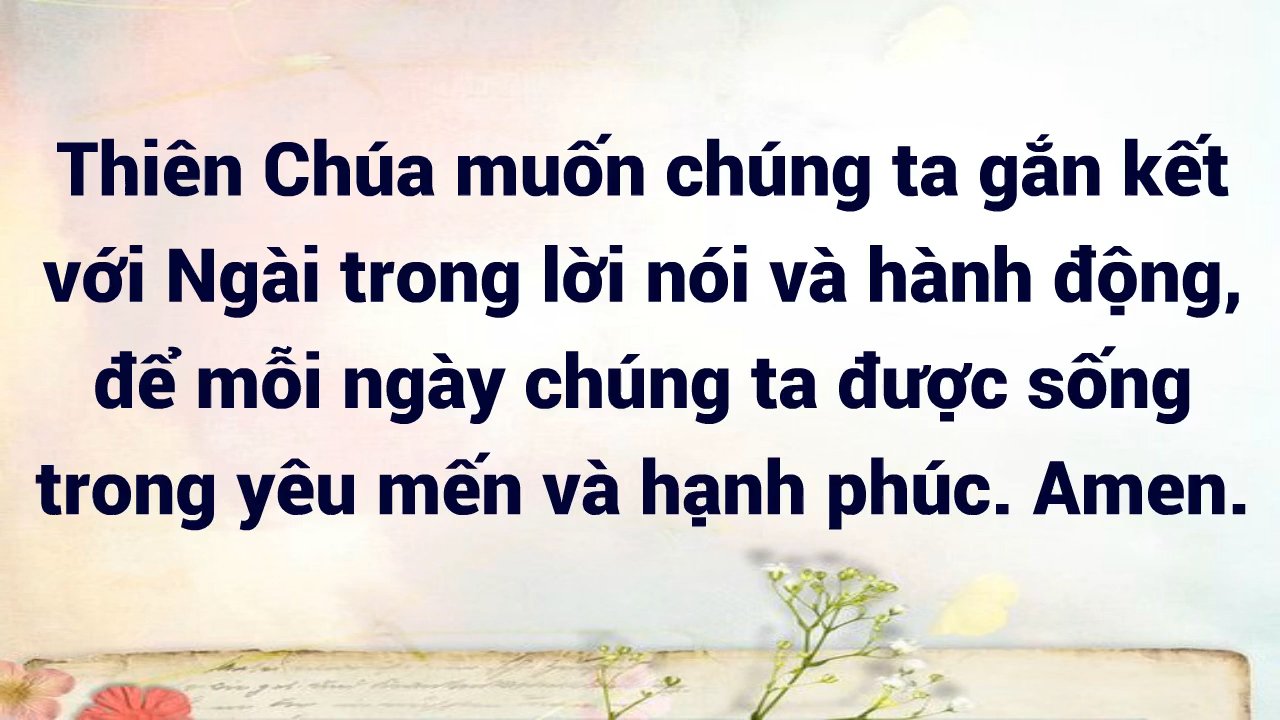 Thiên Chúa muốn chúng ta gắn kết
với Ngài trong lời nói và hành động,
để mỗi ngày chúng ta được sống
trong yêu mến và hạnh phúc. Amen.